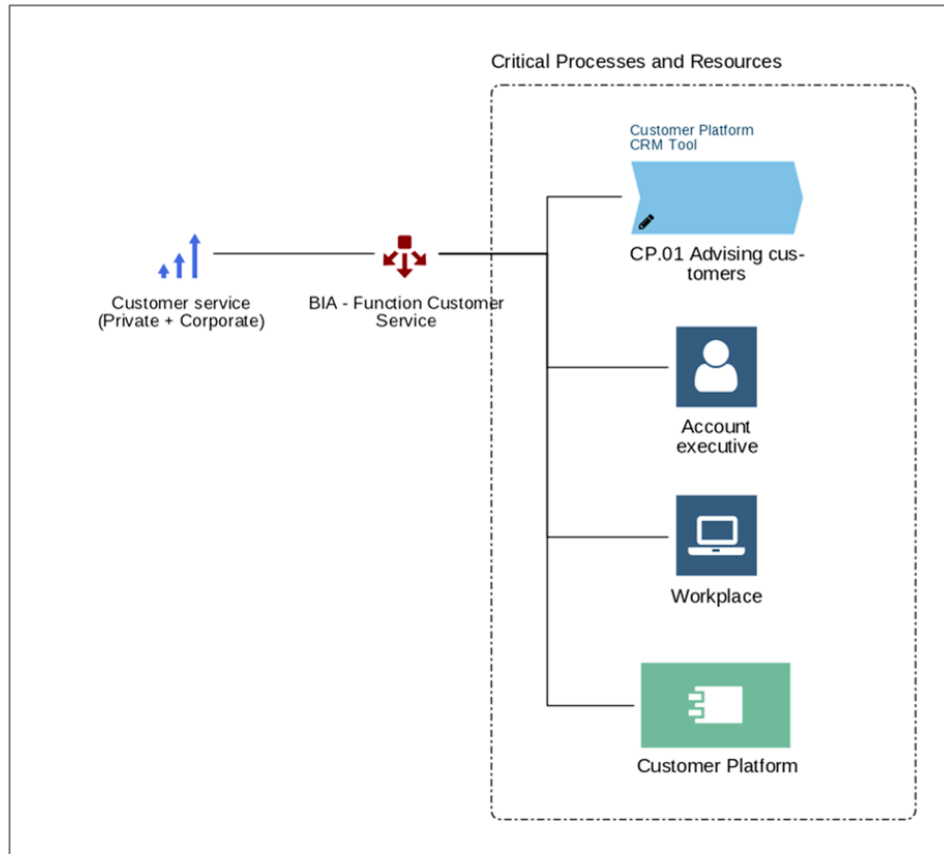 Critical Processes and Resources
Customer Platform
CRM Tool
CP.01 Advising cus-
tomers
Customer service
(Private + Corporate)
BIA - Function Customer
Service
Account
executive
Workplace
Customer Platform